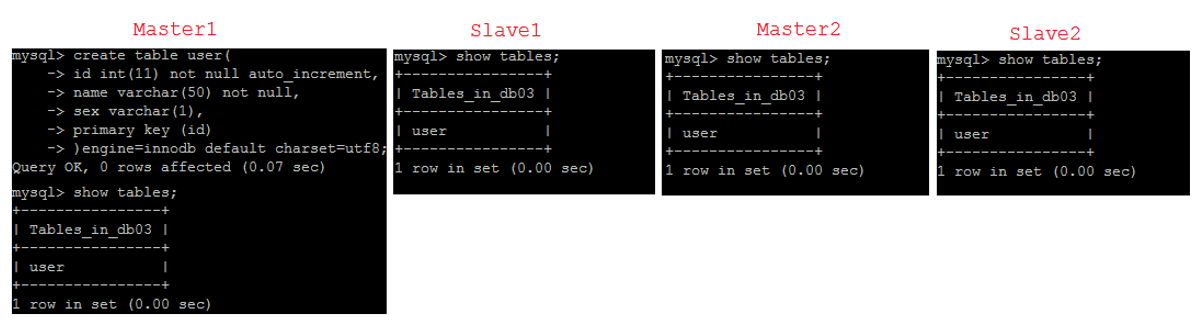 Master1
mysql> create table user(
    -> id int(11) not null auto_increment,
    -> name varchar(50) not null,
    -> sex varchar(1),
    -> primary key (id)
    -> )engine=innodb default charset=utf8;
Query OK, 0 rows affected (0.07 sec)
mysql> show tables;
+----------------+
| Tables_in_db03 |
+----------------+
| user           |
+----------------+
1 row in set (0.00 sec)
Slave1
mysql> show tables;
+----------------+
| Tables_in_db03 |
+----------------+
| user           |
+----------------+
1 row in set (0.00 sec)
Master2
mysql> show tables;
+----------------+
| Tables_in_db03 |
+----------------+
| user           |
+----------------+
1 row in set (0.00 sec)
Slave2
mysql> show tables;
+----------------+
| Tables_in_db03 |
+----------------+
| user           |
+----------------+
1 row in set (0.00 sec)